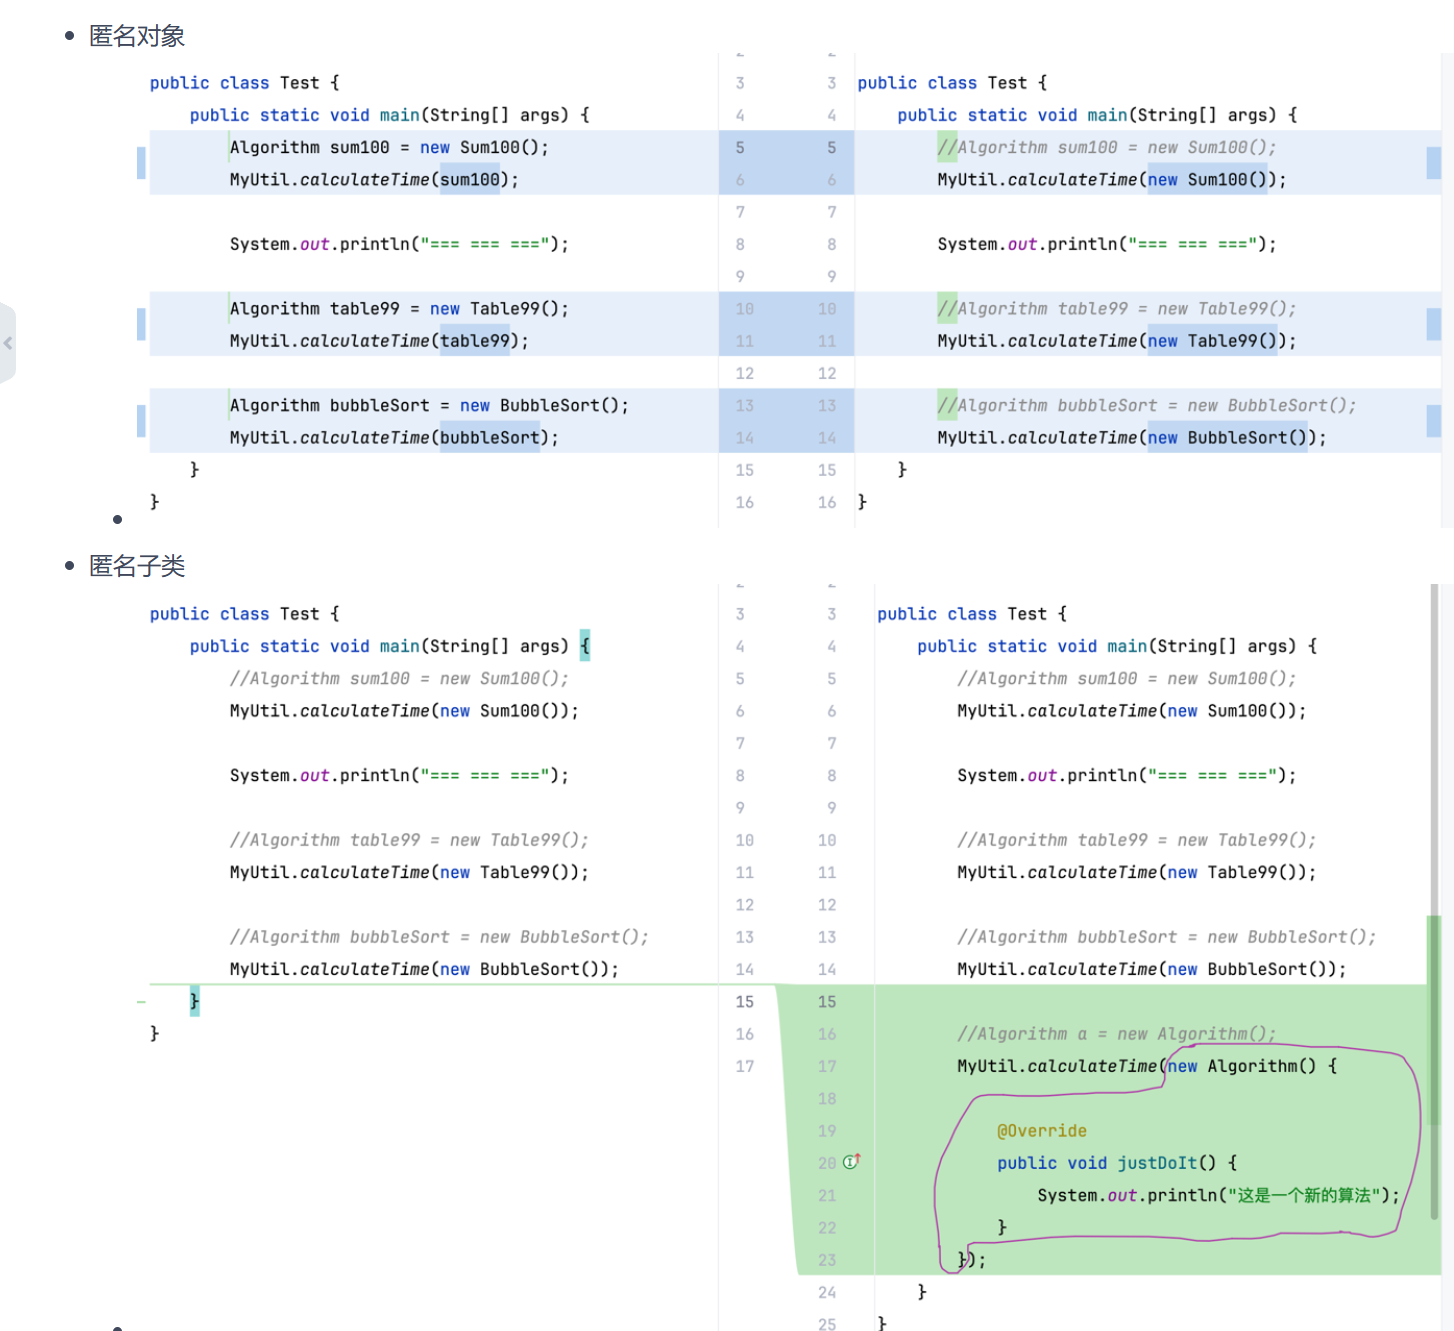 匿名对象
2 2
public class Test { 3 3 public class Test {
public static void main(String[] args) { 4 4 public static void main(String[] args) {
Algorithm sum100 = new Sum100(); 5 5 //Algorithm sum100 = new Sum100();
MyUtil.calculateTime(sum100); 6 6 MyUtil.calculateTime(new Sum100());
7 7
System.out.println("=== === ==="); 8 8 System.out.println("=== === ===");
9 9
Algorithm table99 = new Table99(); 10 10 //Algorithm table99 = new Table99();
MyUtil.calculateTime(table99); 11 11 MyUtil.calculateTime(new Table99());
12 12
Algorithm bubbleSort = new BubbleSort(); 13 13 //Algorithm bubbleSort = new BubbleSort();
MyUtil.calculateTime(bubbleSort); 14 14 MyUtil.calculateTime(new BubbleSort());
} 15 15 }
} 16 16 }
匿名子类
2 2
public class Test { 3 3 public class Test {
public static void main(String[] args) { 4 4 public static void main(String[] args) {
//Algorithm sum100 = new Sum100(); 5 5 //Algorithm sum100 = new Sum100();
MyUtil.calculateTime(new Sum100()); 6 6 MyUtil.calculateTime(new Sum100());
7 7
System.out.println("=== === ==="); 8 8 System.out.println("=== === ===");
9 9
//Algorithm table99 = new Table99(); 10 10 //Algorithm table99 = new Table99();
MyUtil.calculateTime(new Table99()); 11 11 MyUtil.calculateTime(new Table99());
12 12
//Algorithm bubbleSort = new BubbleSort(); 13 13 //Algorithm bubbleSort = new BubbleSort();
MyUtil.calculateTime(new BubbleSort()); 14 14 MyUtil.calculateTime(new BubbleSort());
} 15 15
} 16 16 //Algorithm a = new Algorithm();
17 17 MyUtil.calculateTime(new Algorithm() {
18
19 @Override
20 public void justDoIt() {
21 System.out.println("这是一个新的算法");
22 }
23 });
24 }
25 }